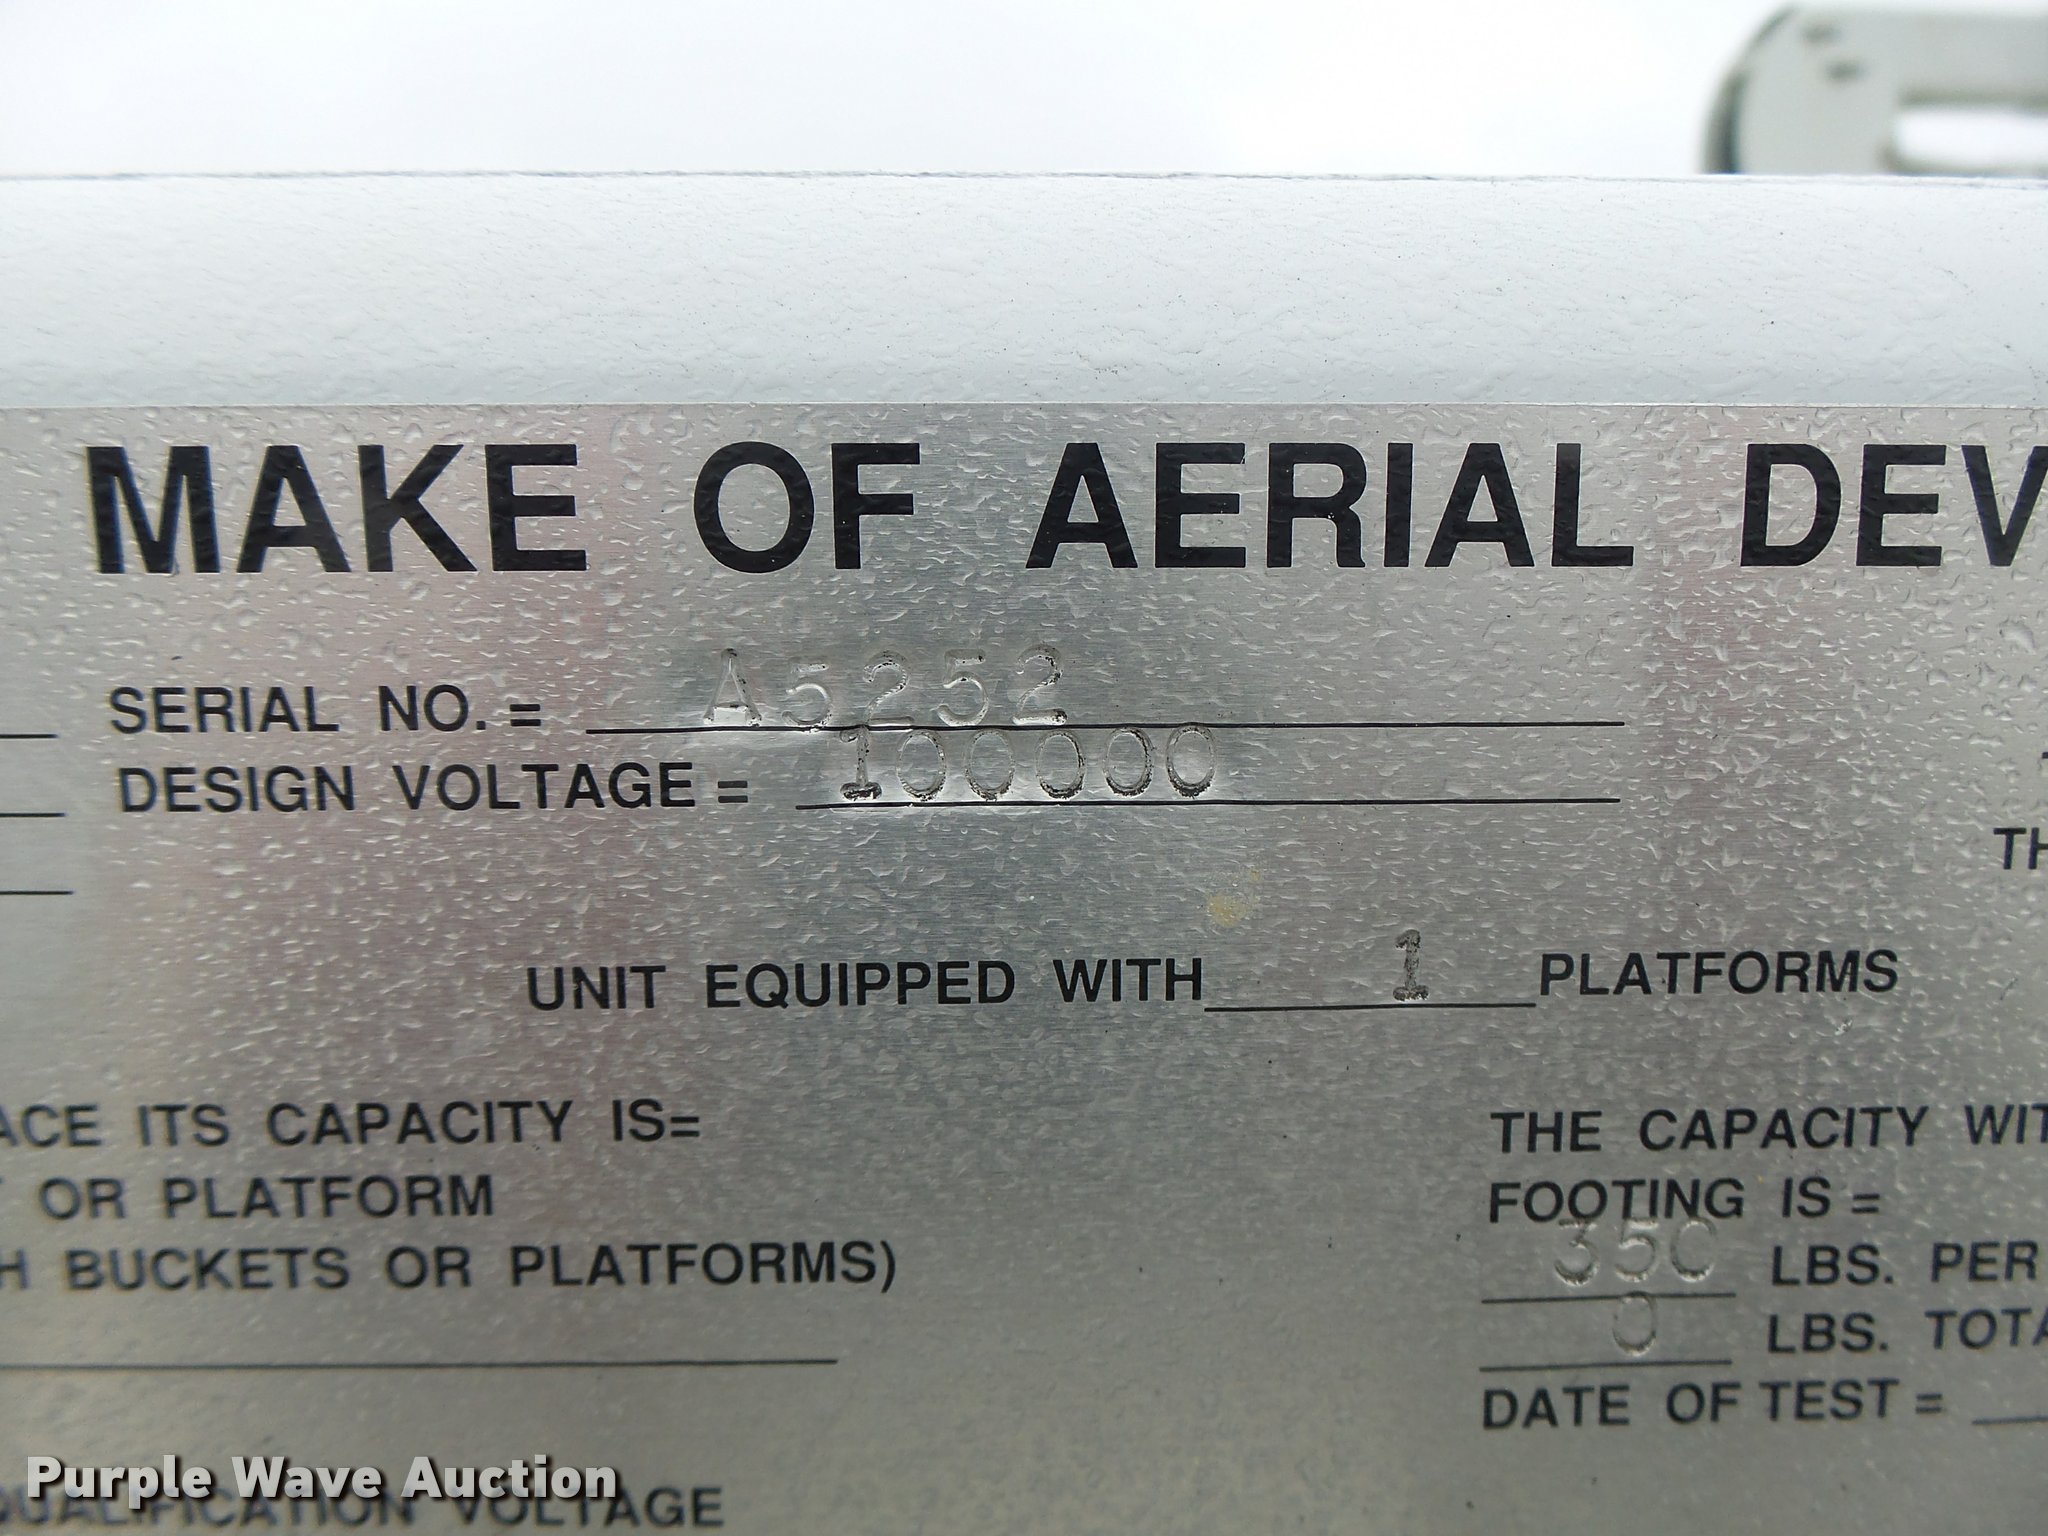 MAKE OF AERIAL DEV
SERIAL NO. = A5252
DESIGN VOLTAGE = 100000
TH
UNIT EQUIPPED WITH 1 PLATFORMS
ACE ITS CAPACITY IS=
OR PLATFORM
H BUCKETS OR PLATFORMS)
THE CAPACITY WIT
FOOTING IS =
350 LBS. PER
0 LBS. TOTA
DATE OF TEST =
QUALIFICATION VOLTAGE
Purple Wave Auction